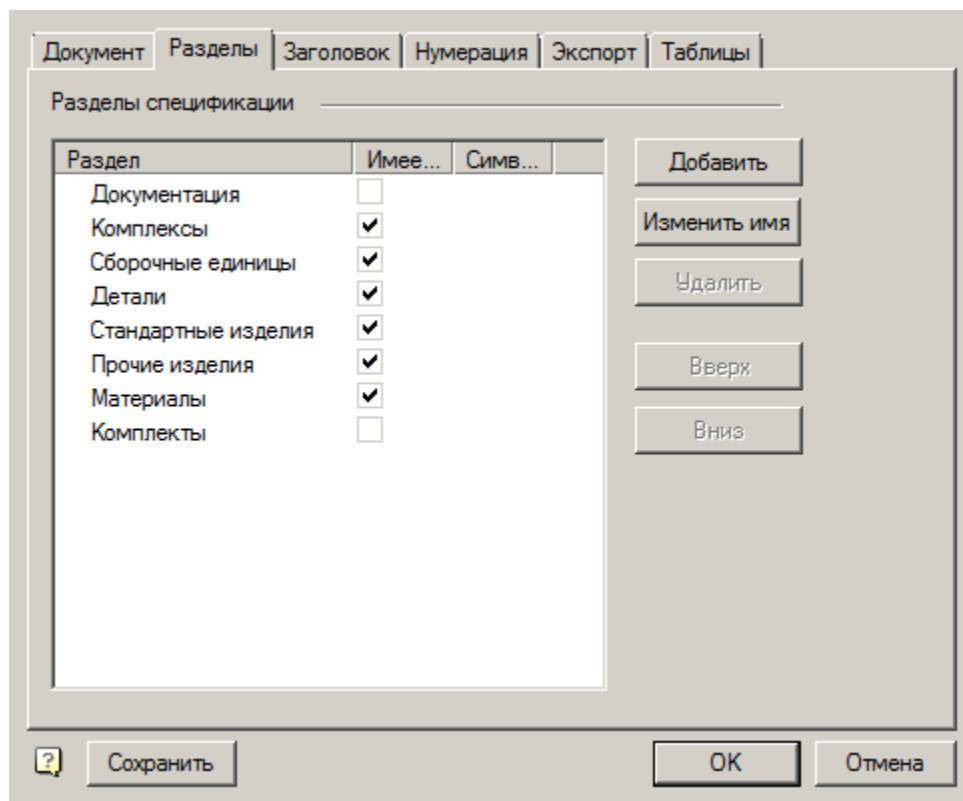 Документ Разделы Заголовок Нумерация Экспорт Таблицы
Разделы спецификации
Раздел Имее... Симв...
Документация
Комплексы
Сборочные единицы
Детали
Стандартные изделия
Прочие изделия
Материалы
Комплекты
Добавить
Изменить имя
Удалить
Вверх
Вниз
? Сохранить OK Отмена